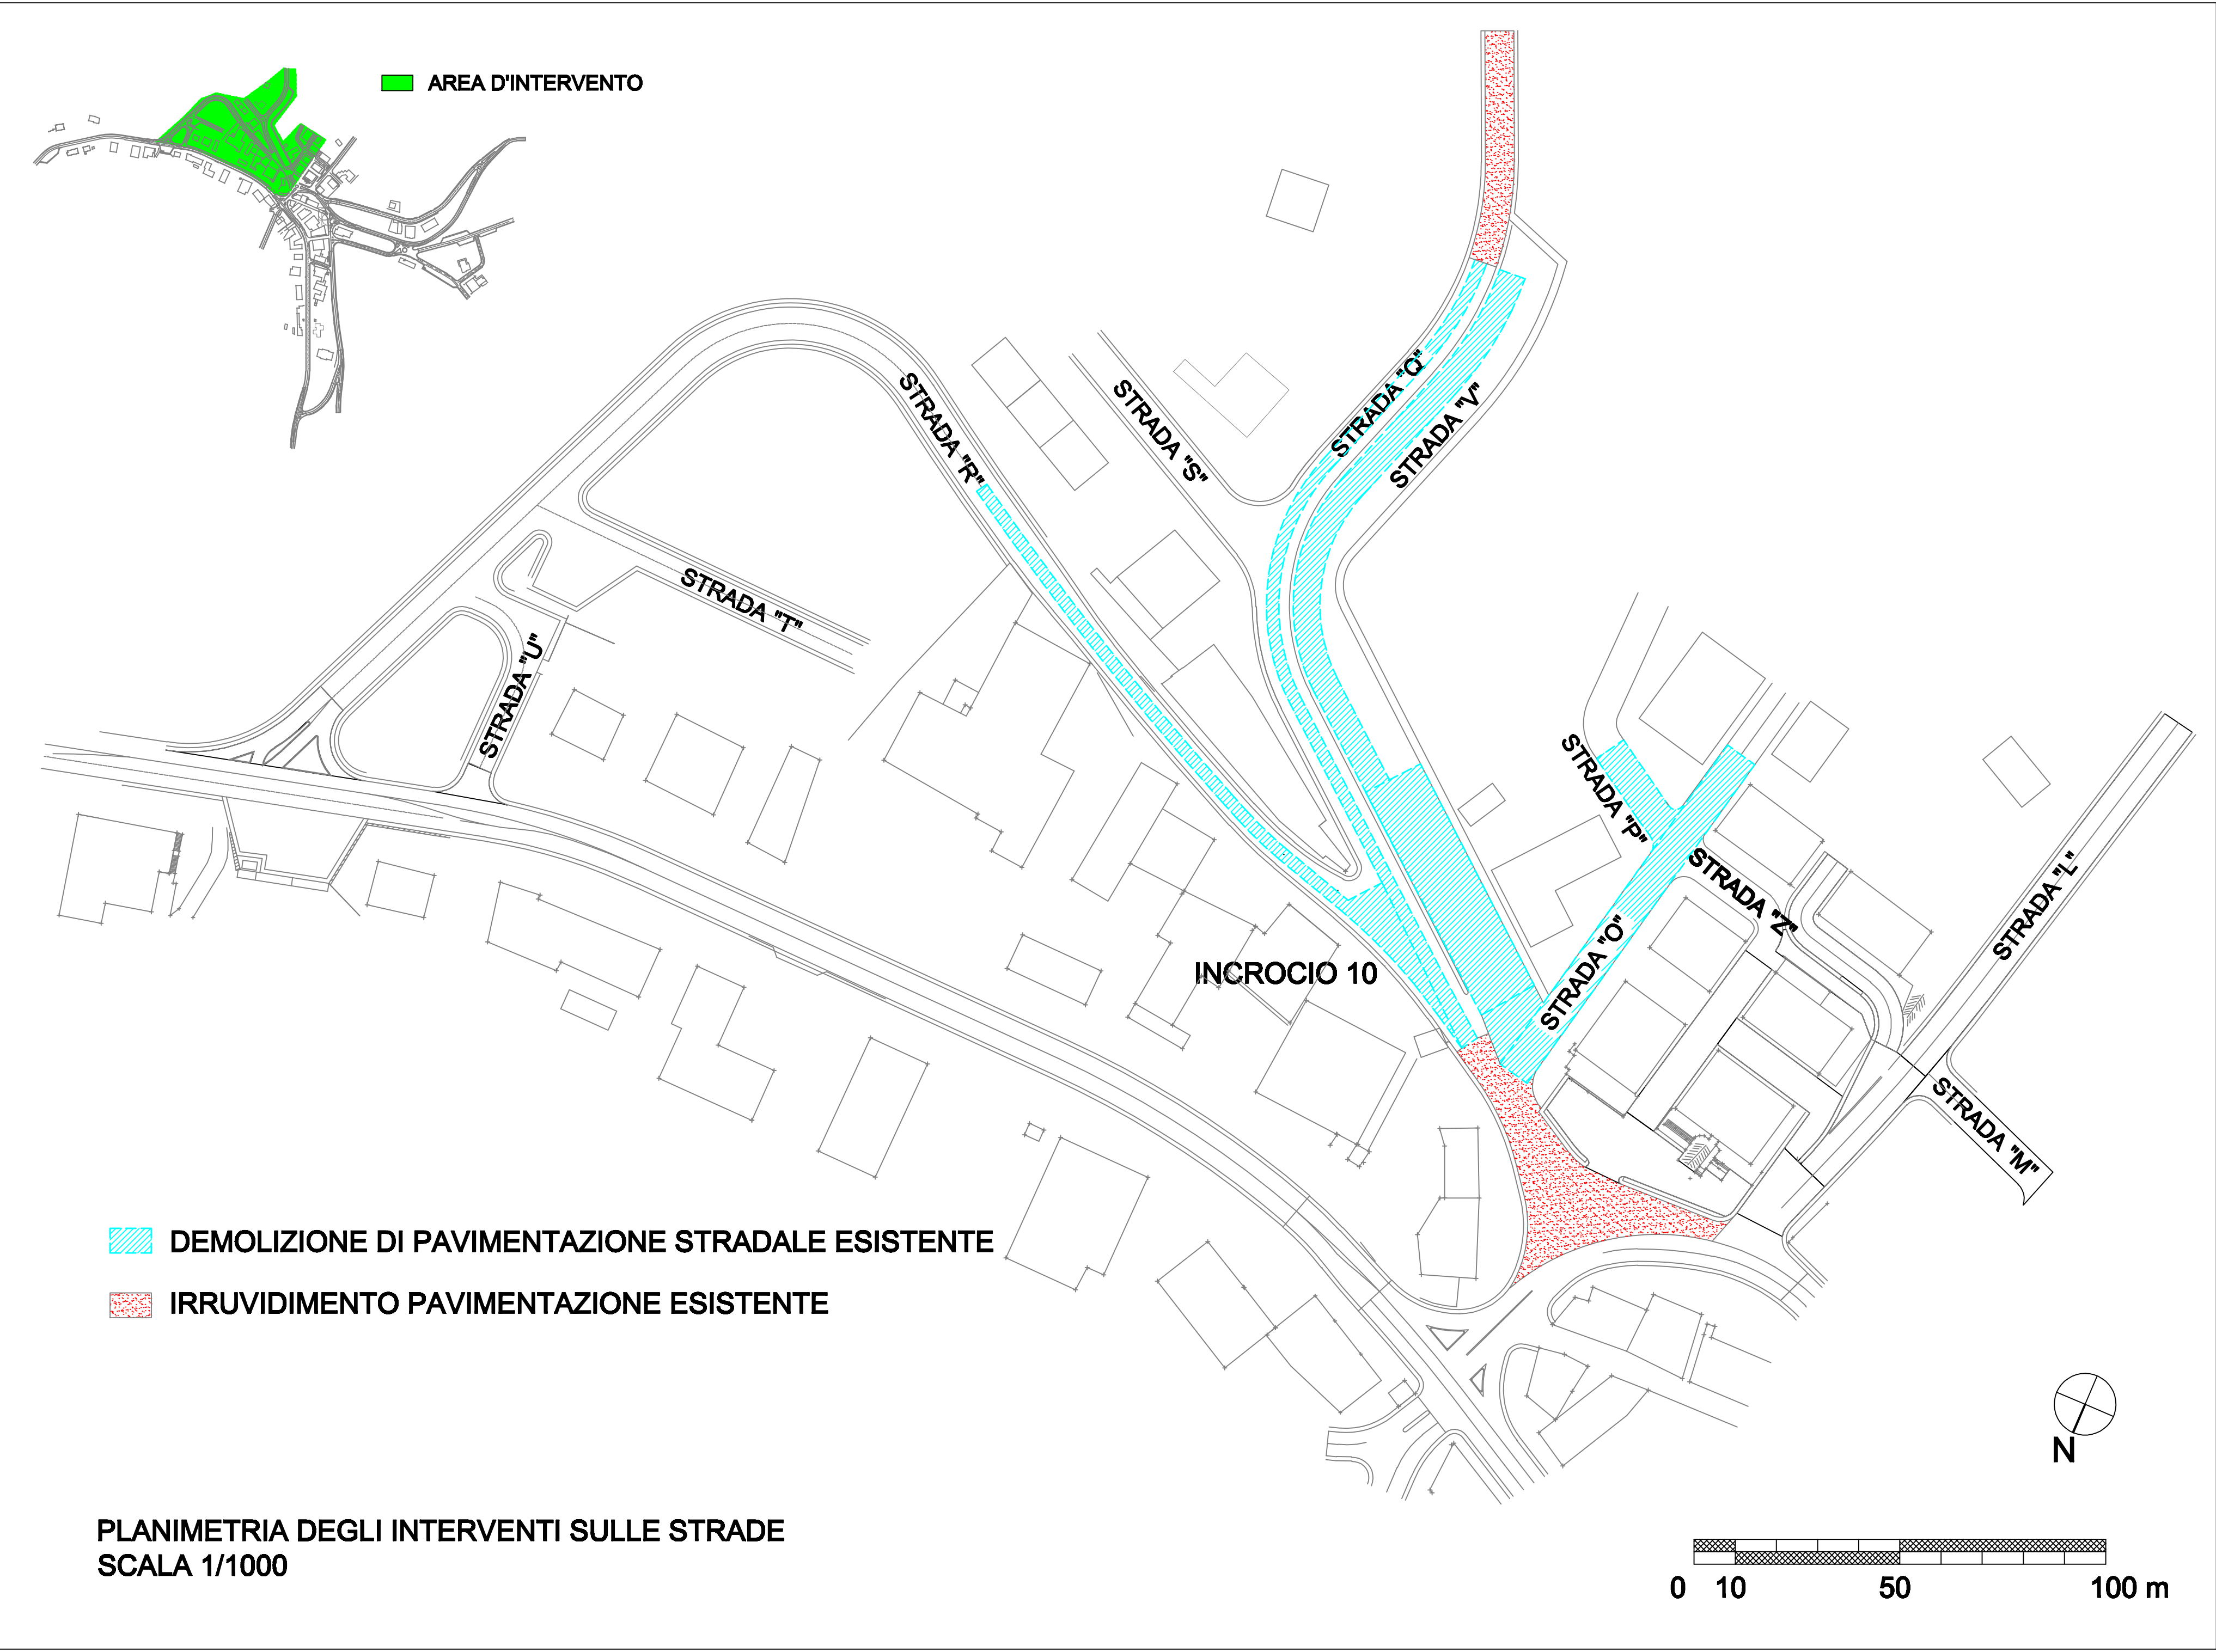 AREA D'INTERVENTO
STRADA "Q"
STRADA "V"
STRADA "R"
STRADA "S"
STRADA "T"
STRADA "U"
STRADA "P"
STRADA "Z"
STRADA "O"
STRADA "L"
STRADA "M"
INCROCIO 10
DEMOLIZIONE DI PAVIMENTAZIONE STRADALE ESISTENTE
IRRUVIDIMENTO PAVIMENTAZIONE ESISTENTE
N
PLANIMETRIA DEGLI INTERVENTI SULLE STRADE
SCALA 1/1000
0 10 50 100 m